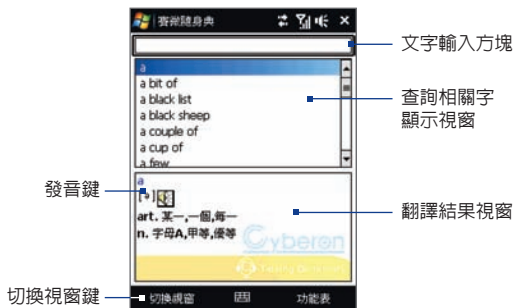 賽微隨身典
文字輸入方塊
a
a bit of
a black list
a black sheep
a couple of
a cup of
a few
查詢相關字
顯示視窗
a
發音鍵
art. 某一,一個,每一
n. 字母A,甲等,優等
翻譯結果視窗
Cyberon
切換視窗鍵
切換視窗
功能表